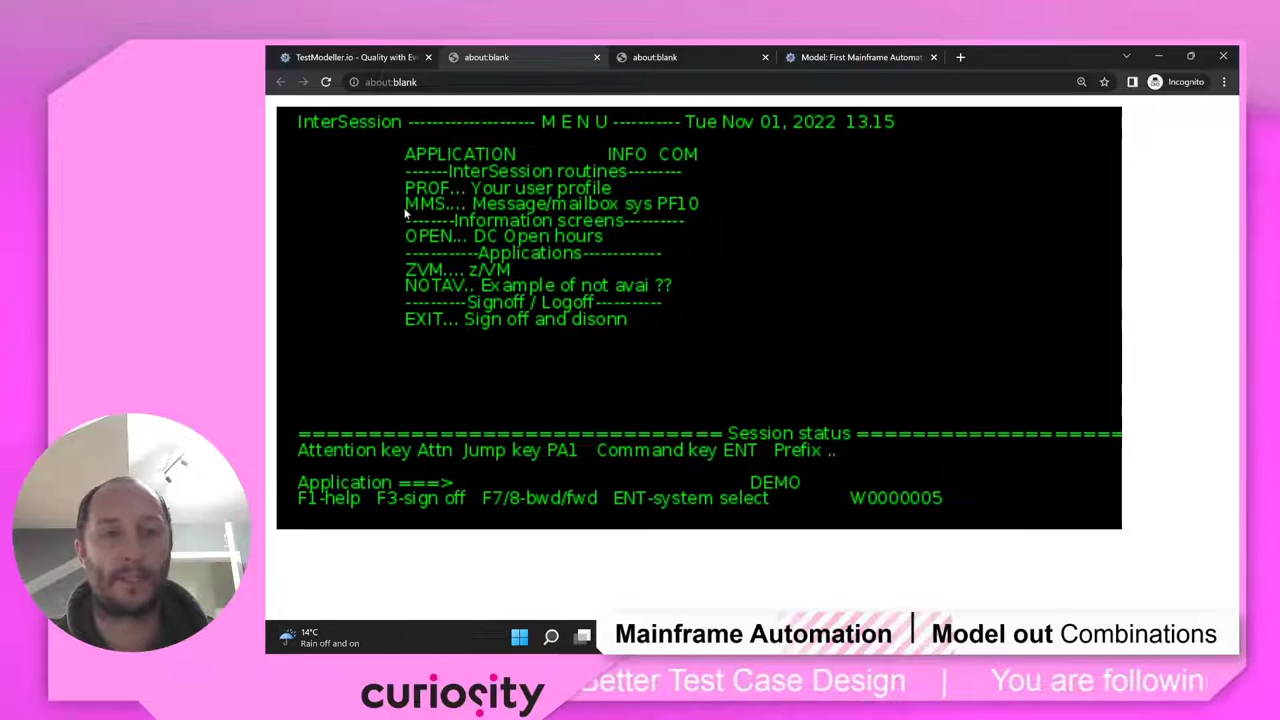 TestModeller.io - Quality with Eve
about:blank
about:blank
Model: First Mainframe Automat
about:blank
Incognito
InterSession ----------------------- M E N U ----------- Tue Nov 01, 2022 13.15
APPLICATION INFO COM
-------InterSession routines---------
PROF... Your user profile
MMS.... Message/mailbox sys PF10
--------Information screens----------
OPEN... DC Open hours
------------Applications-------------
ZVM.... z/VM
NOTAV.. Example of not avai ??
----------Signoff / Logoff-----------
EXIT... Sign off and disonn
============================== Session status ===================
Attention key Attn Jump key PA1 Command key ENT Prefix ..
Application ===>
DEMO
F1-help F3-sign off F7/8-bwd/fwd ENT-system select W0000005
14°C
Rain off and on
Mainframe Automation | Model out Combinations
curiosity
Better Test Case Design | You are followin